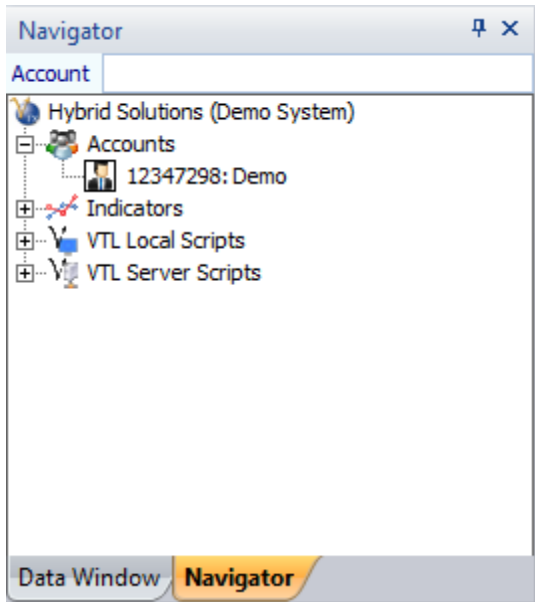 Navigator
Account
Hybrid Solutions (Demo System)
Accounts
12347298: Demo
Indicators
VTL Local Scripts
VTL Server Scripts
Data Window Navigator